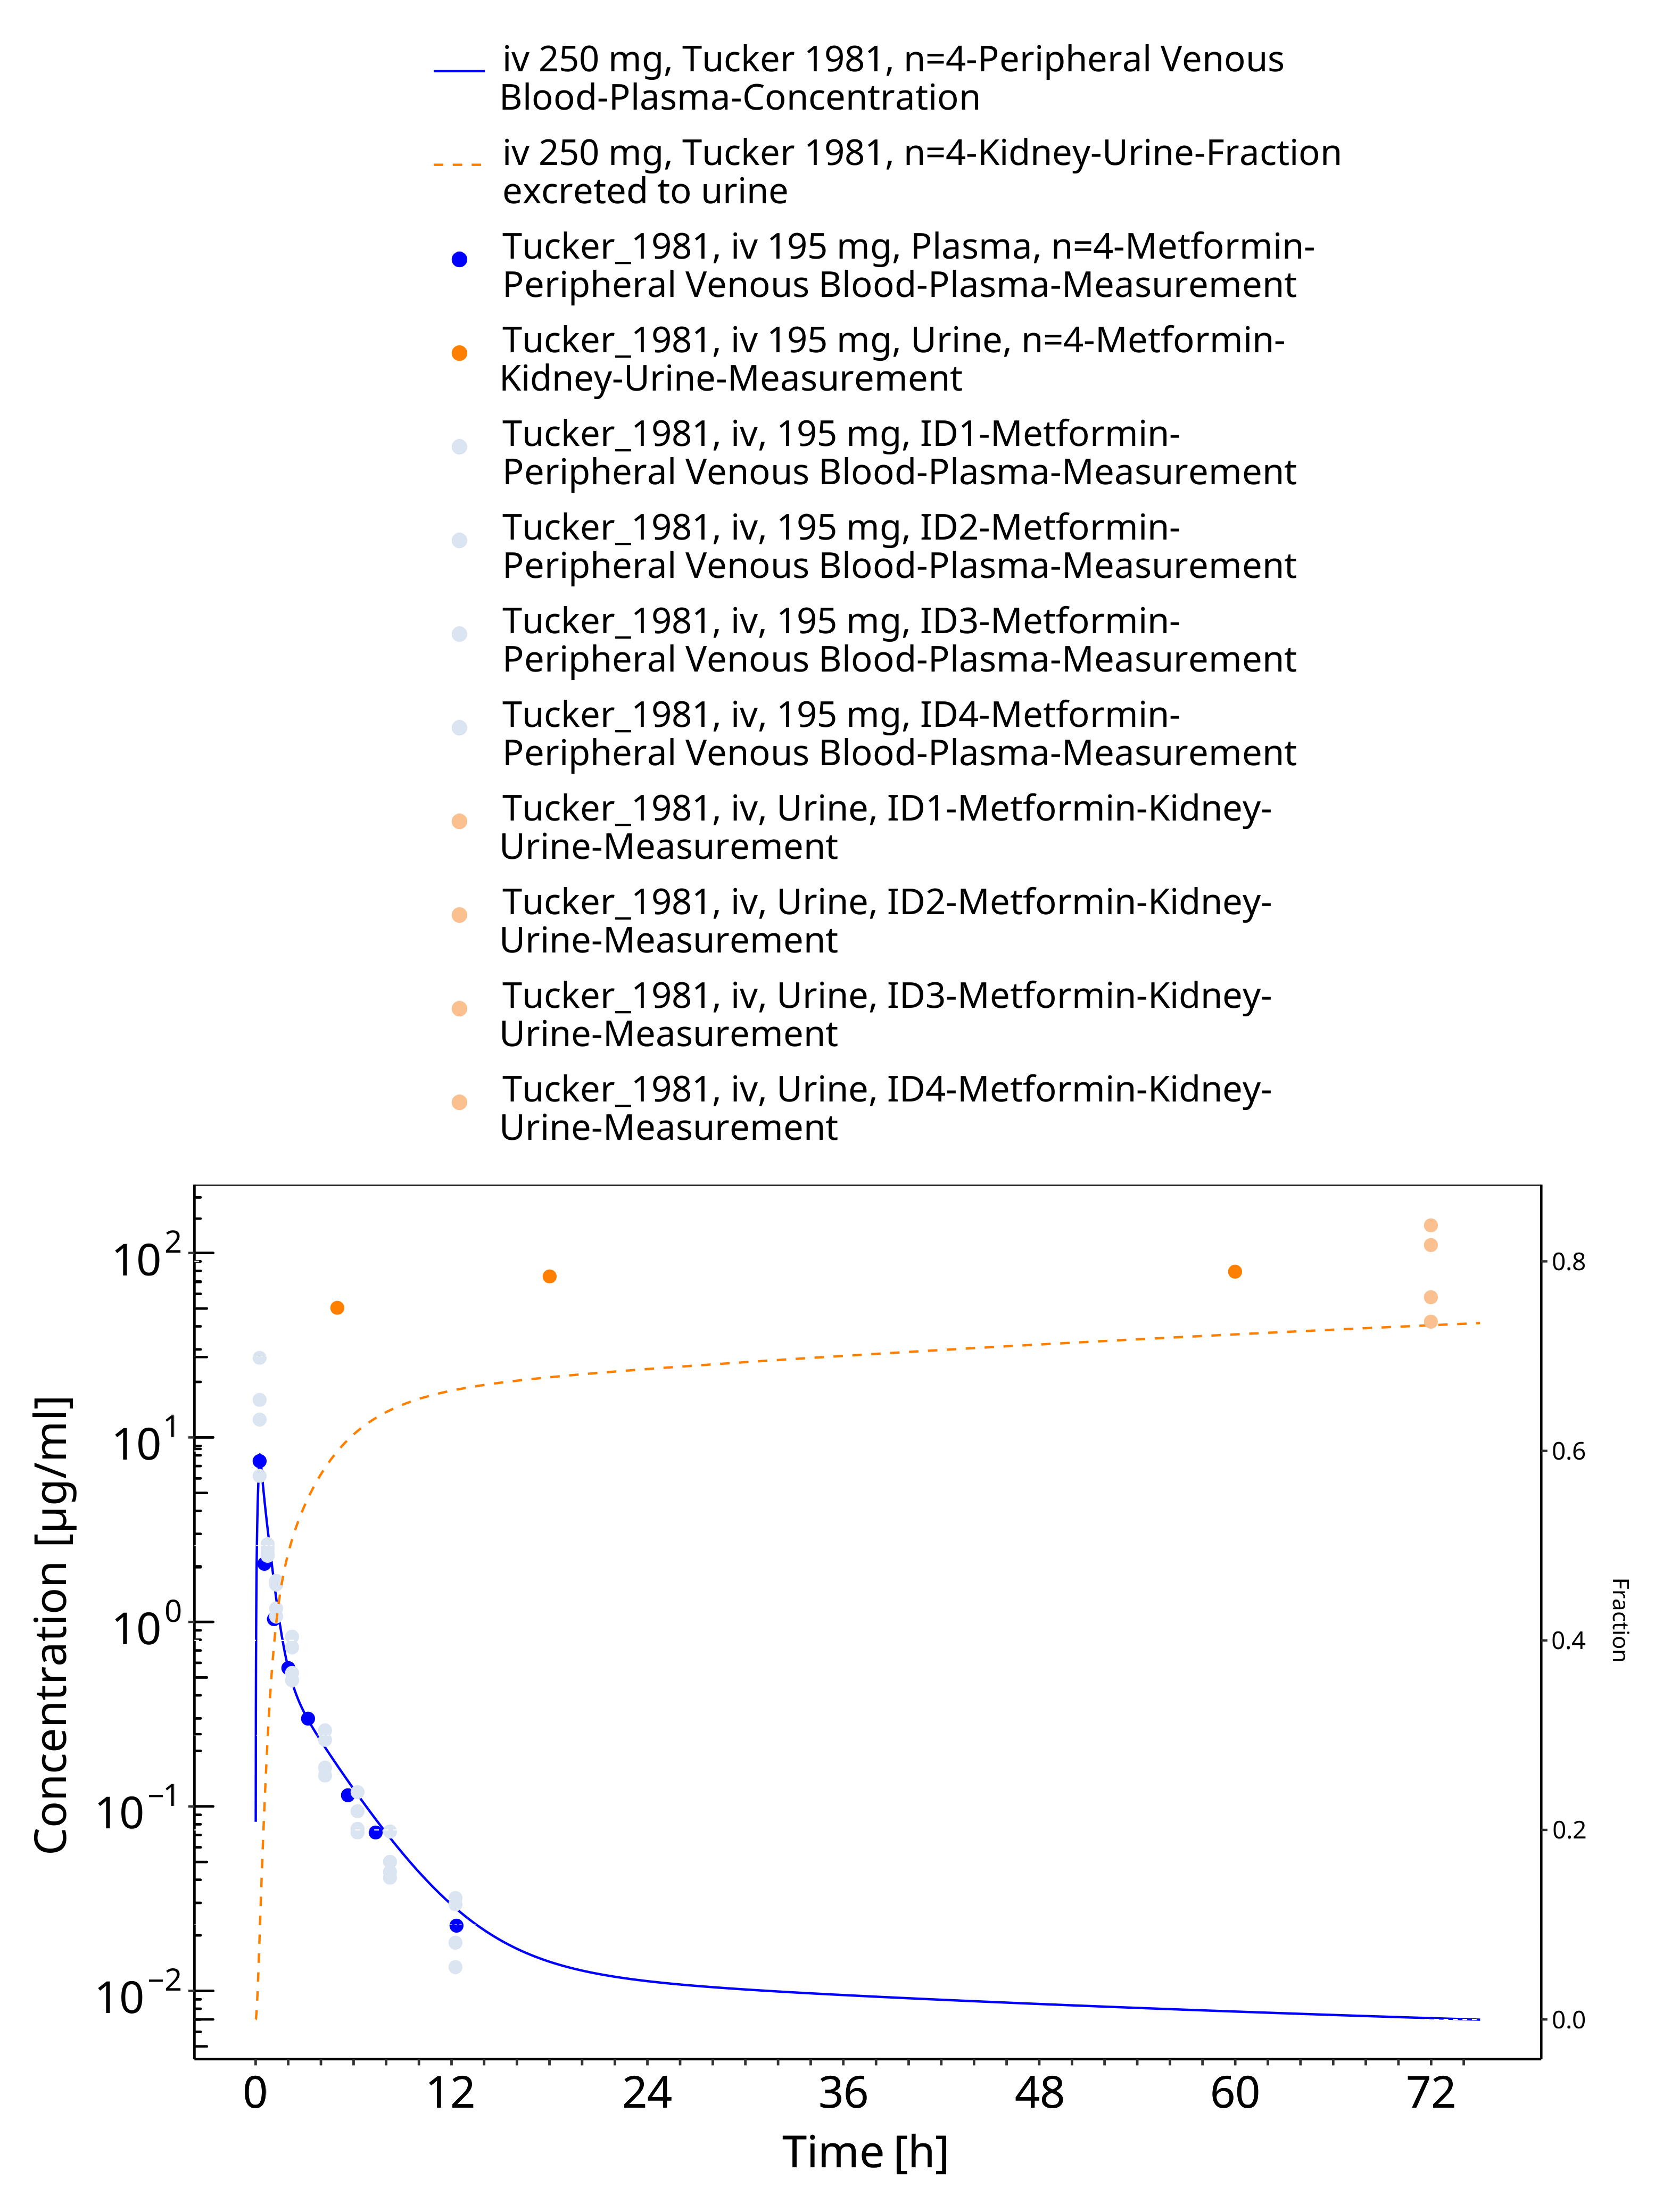 iv 250 mg, Tucker 1981, n=4-Peripheral Venous
Blood-Plasma-Concentration
iv 250 mg, Tucker 1981, n=4-Kidney-Urine-Fraction
excreted to urine
Tucker_1981, iv 195 mg, Plasma, n=4-Metformin-
Peripheral Venous Blood-Plasma-Measurement
Tucker_1981, iv 195 mg, Urine, n=4-Metformin-
Kidney-Urine-Measurement
Tucker_1981, iv, 195 mg, ID1-Metformin-
Peripheral Venous Blood-Plasma-Measurement
Tucker_1981, iv, 195 mg, ID2-Metformin-
Peripheral Venous Blood-Plasma-Measurement
Tucker_1981, iv, 195 mg, ID3-Metformin-
Peripheral Venous Blood-Plasma-Measurement
Tucker_1981, iv, 195 mg, ID4-Metformin-
Peripheral Venous Blood-Plasma-Measurement
Tucker_1981, iv, Urine, ID1-Metformin-Kidney-
Urine-Measurement
Tucker_1981, iv, Urine, ID2-Metformin-Kidney-
Urine-Measurement
Tucker_1981, iv, Urine, ID3-Metformin-Kidney-
Urine-Measurement
Tucker_1981, iv, Urine, ID4-Metformin-Kidney-
Urine-Measurement
Concentration [µg/ml]
10²
10¹
10⁰
10⁻¹
10⁻²
0.8
0.6
0.4
0.2
0.0
Fraction
0 12 24 36 48 60 72
Time [h]